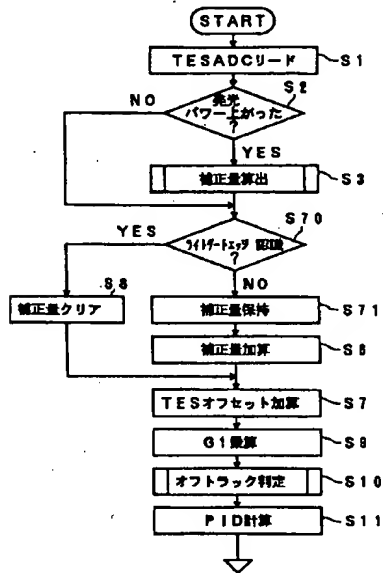 START
TESADCリード
S1
S2
NO
発光
パワー上がった
?
YES
補正量算出
S3
S70
YES
ライトゲートエッジ 認識
?
S8
NO
補正量クリア
補正量保持
S71
補正量加算
S6
TESオフセット加算
S7
G1乗算
S9
オフトラック判定
S10
PID計算
S11